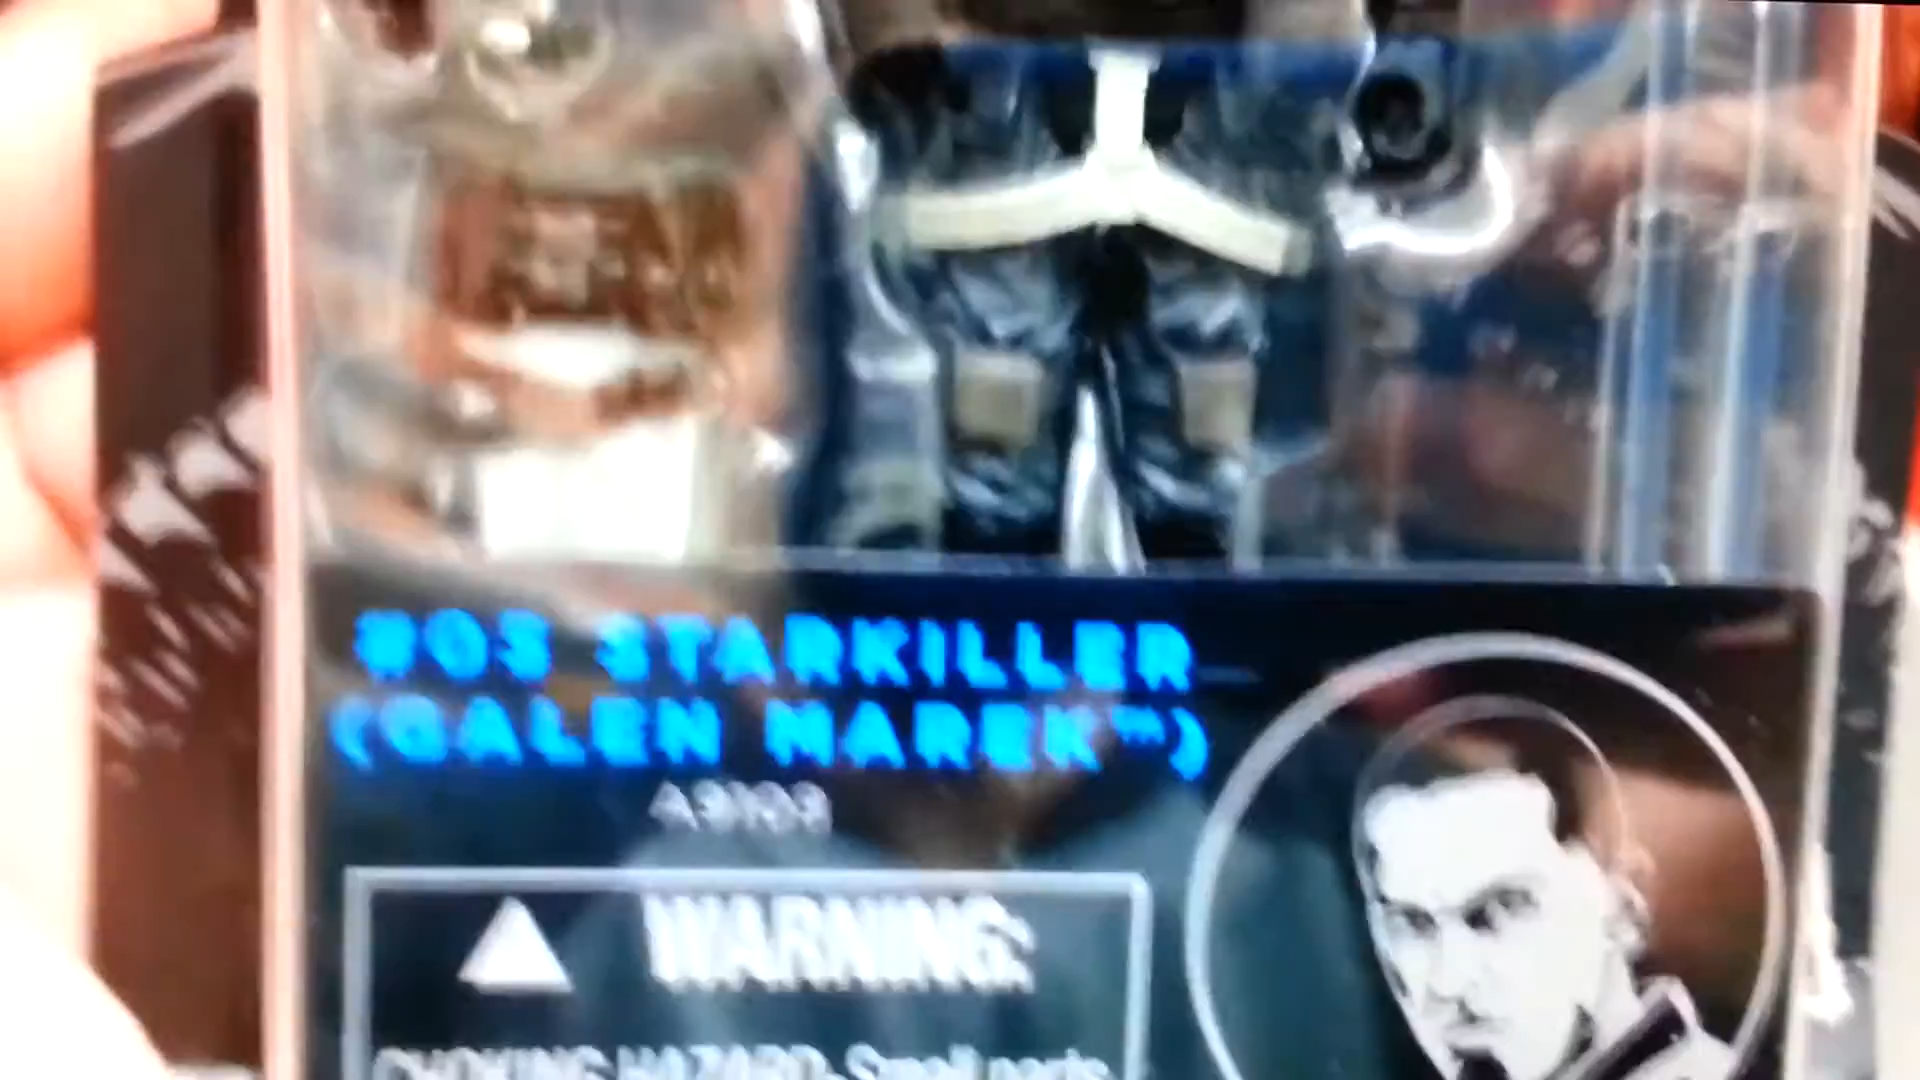 #03 STARKILLER
(GALEN MAREK™)
WARNING:
CHOKING HAZARD-Small parts